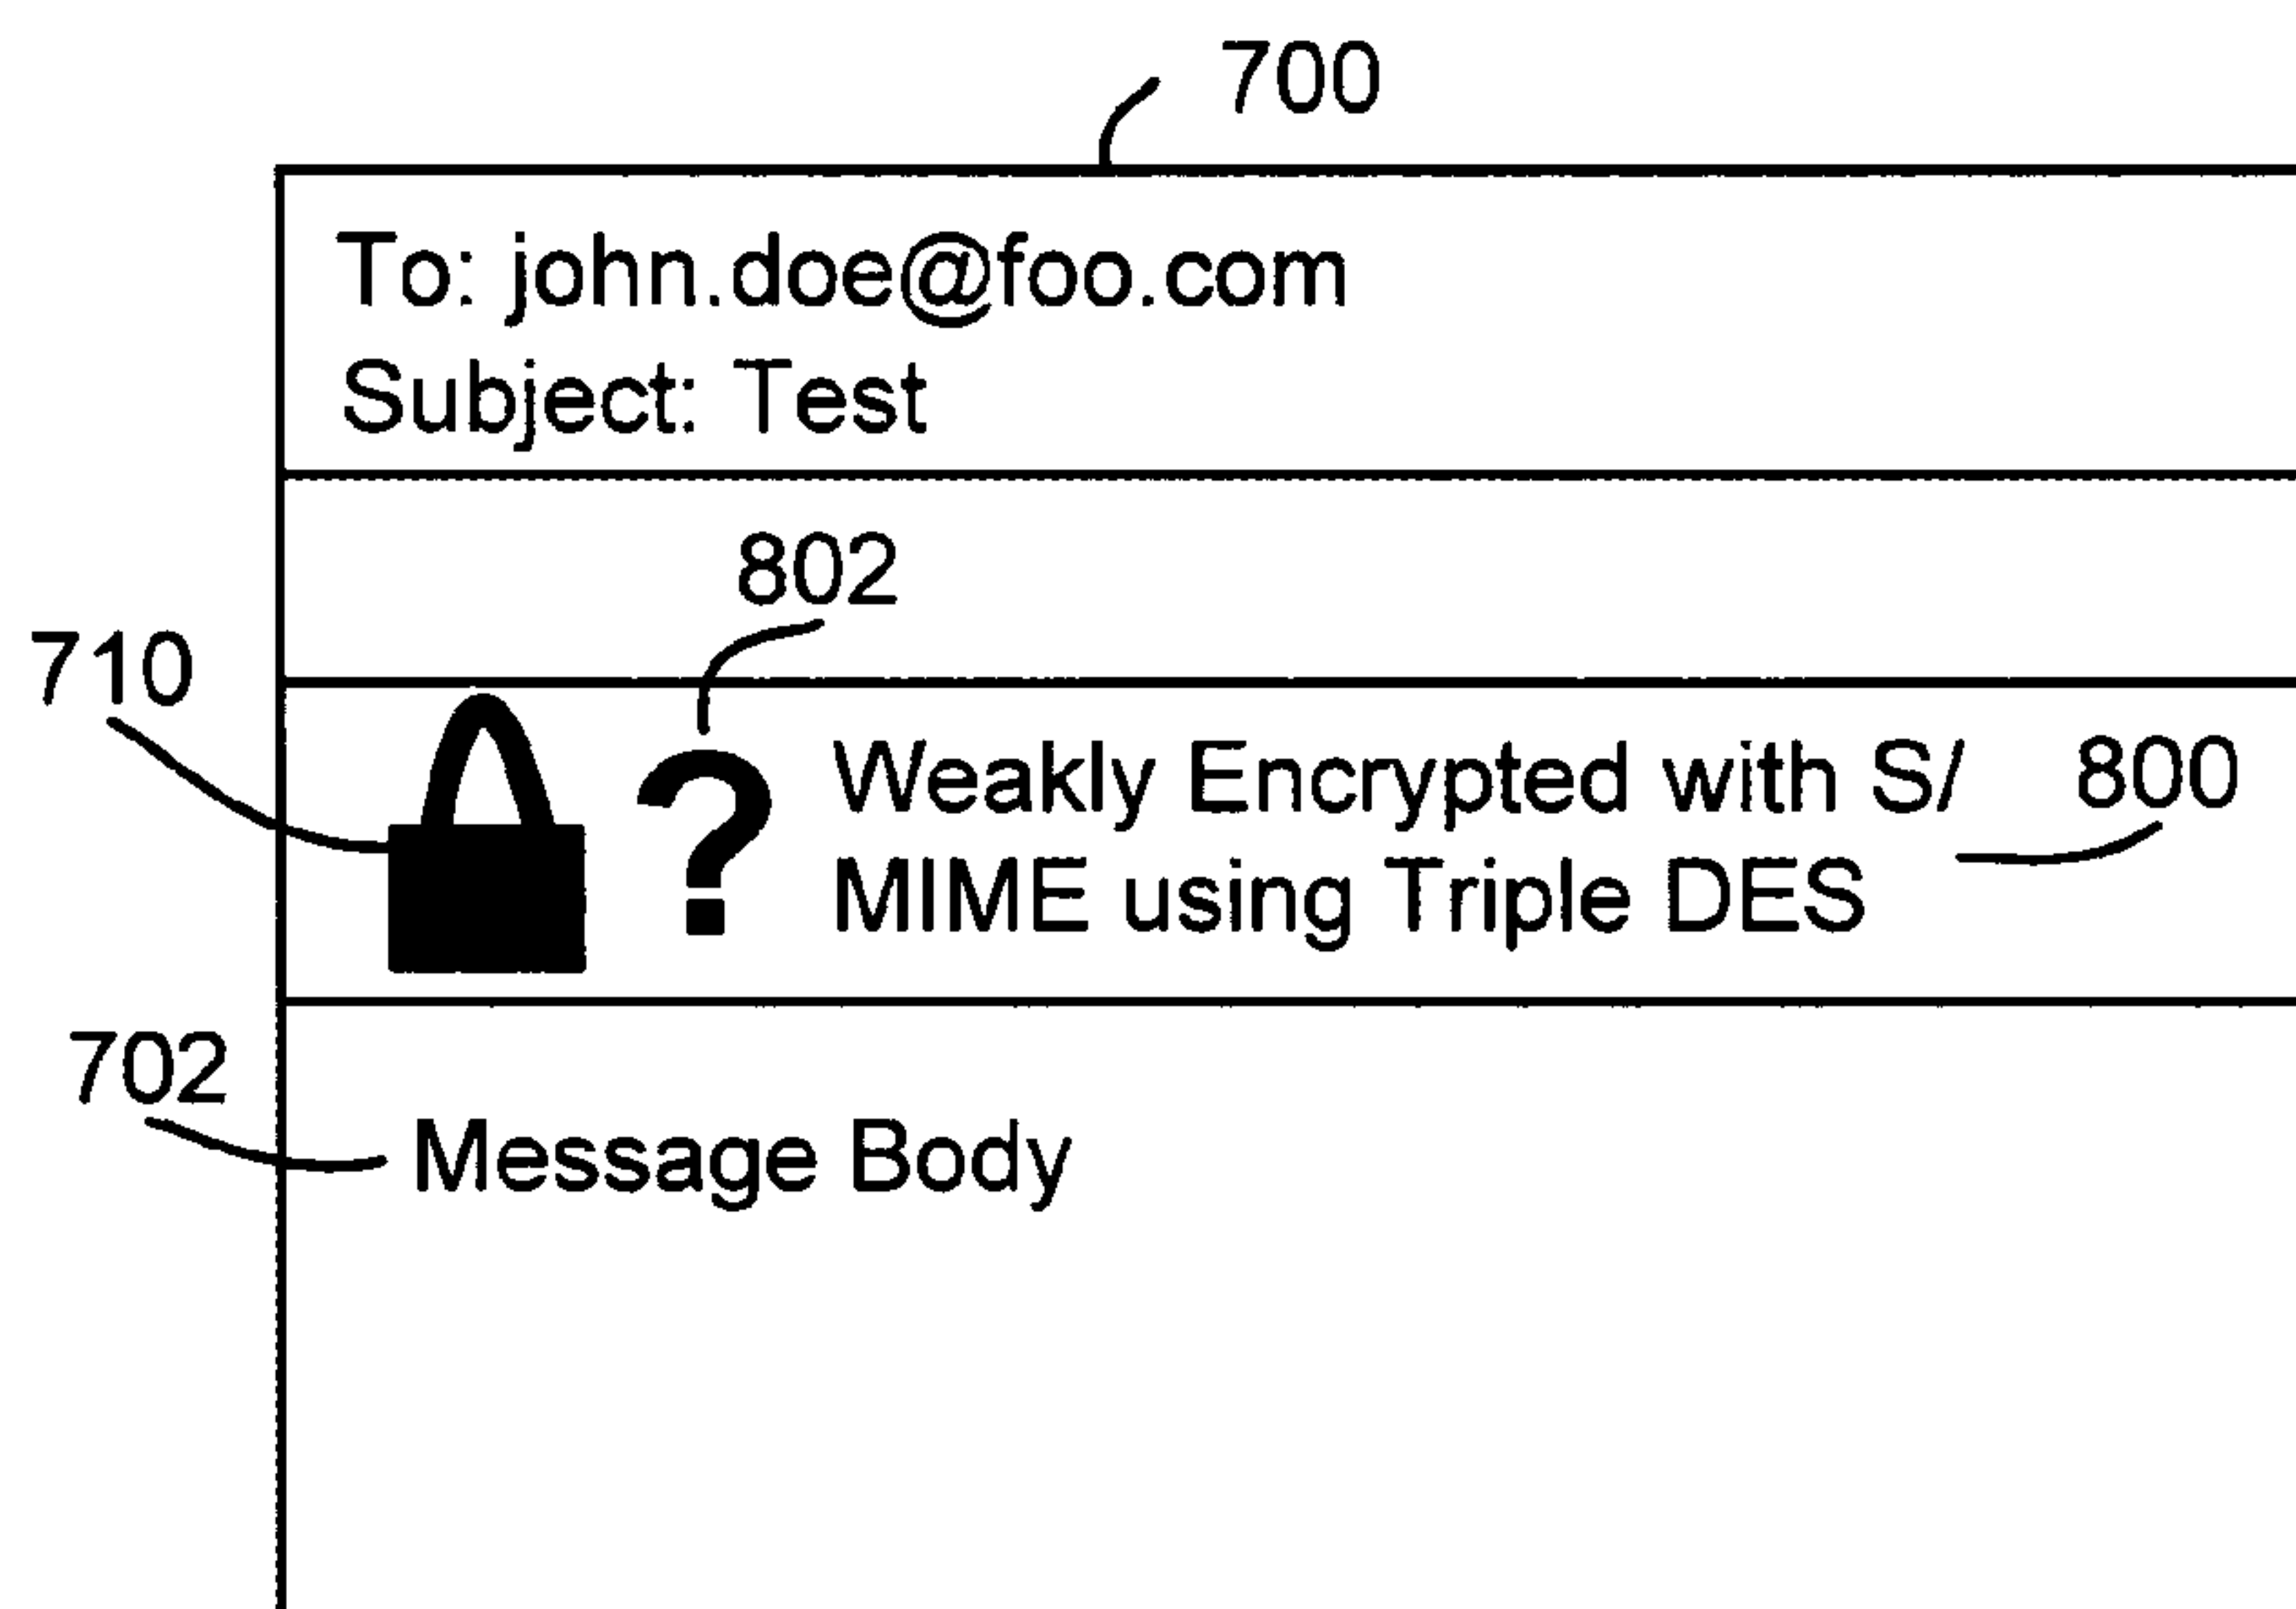 700
To: john.doe@foo.com
Subject: Test
802
710
? Weakly Encrypted with S/ 800
MIME using Triple DES
702
Message Body